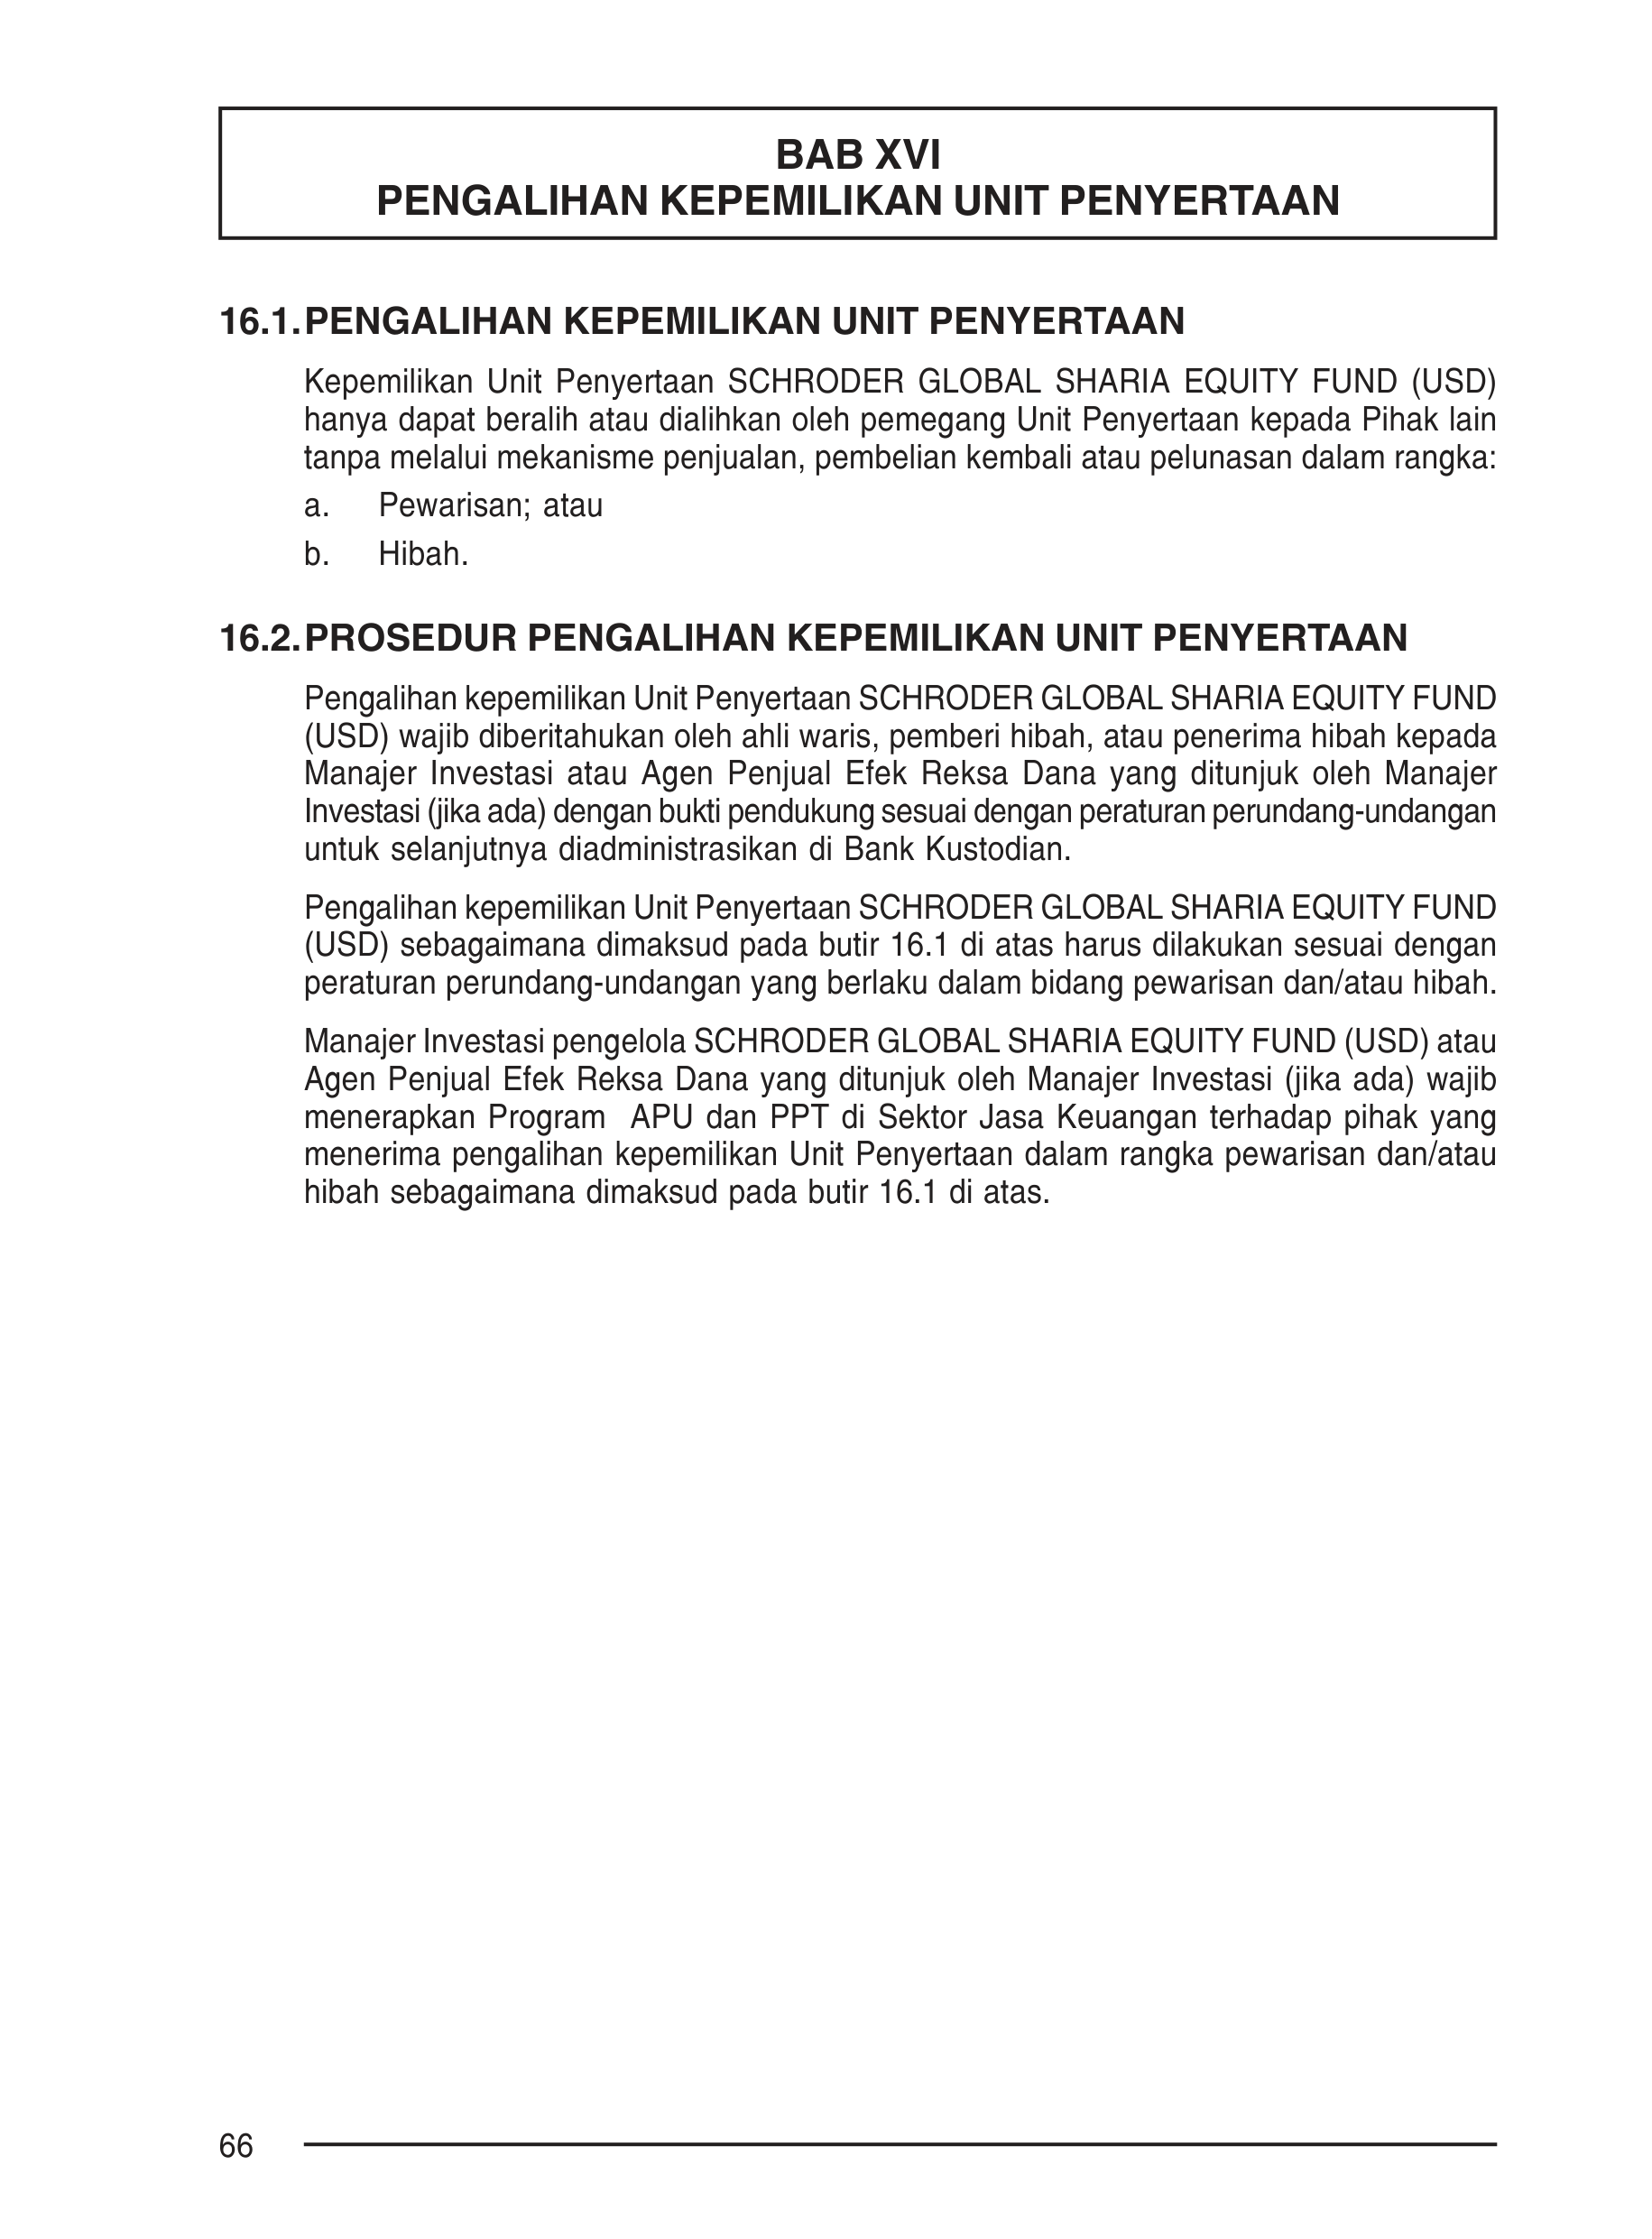 BAB XVI
PENGALIHAN KEPEMILIKAN UNIT PENYERTAAN
16.1. PENGALIHAN KEPEMILIKAN UNIT PENYERTAAN
Kepemilikan Unit Penyertaan SCHRODER GLOBAL SHARIA EQUITY FUND (USD)
hanya dapat beralih atau dialihkan oleh pemegang Unit Penyertaan kepada Pihak lain
tanpa melalui mekanisme penjualan, pembelian kembali atau pelunasan dalam rangka:
a. Pewarisan; atau
b. Hibah.
16.2. PROSEDUR PENGALIHAN KEPEMILIKAN UNIT PENYERTAAN
Pengalihan kepemilikan Unit Penyertaan SCHRODER GLOBAL SHARIA EQUITY FUND
(USD) wajib diberitahukan oleh ahli waris, pemberi hibah, atau penerima hibah kepada
Manajer Investasi atau Agen Penjual Efek Reksa Dana yang ditunjuk oleh Manajer
Investasi (jika ada) dengan bukti pendukung sesuai dengan peraturan perundang-undangan
untuk selanjutnya diadministrasikan di Bank Kustodian.
Pengalihan kepemilikan Unit Penyertaan SCHRODER GLOBAL SHARIA EQUITY FUND
(USD) sebagaimana dimaksud pada butir 16.1 di atas harus dilakukan sesuai dengan
peraturan perundang-undangan yang berlaku dalam bidang pewarisan dan/atau hibah.
Manajer Investasi pengelola SCHRODER GLOBAL SHARIA EQUITY FUND (USD) atau
Agen Penjual Efek Reksa Dana yang ditunjuk oleh Manajer Investasi (jika ada) wajib
menerapkan Program APU dan PPT di Sektor Jasa Keuangan terhadap pihak yang
menerima pengalihan kepemilikan Unit Penyertaan dalam rangka pewarisan dan/atau
hibah sebagaimana dimaksud pada butir 16.1 di atas.
66